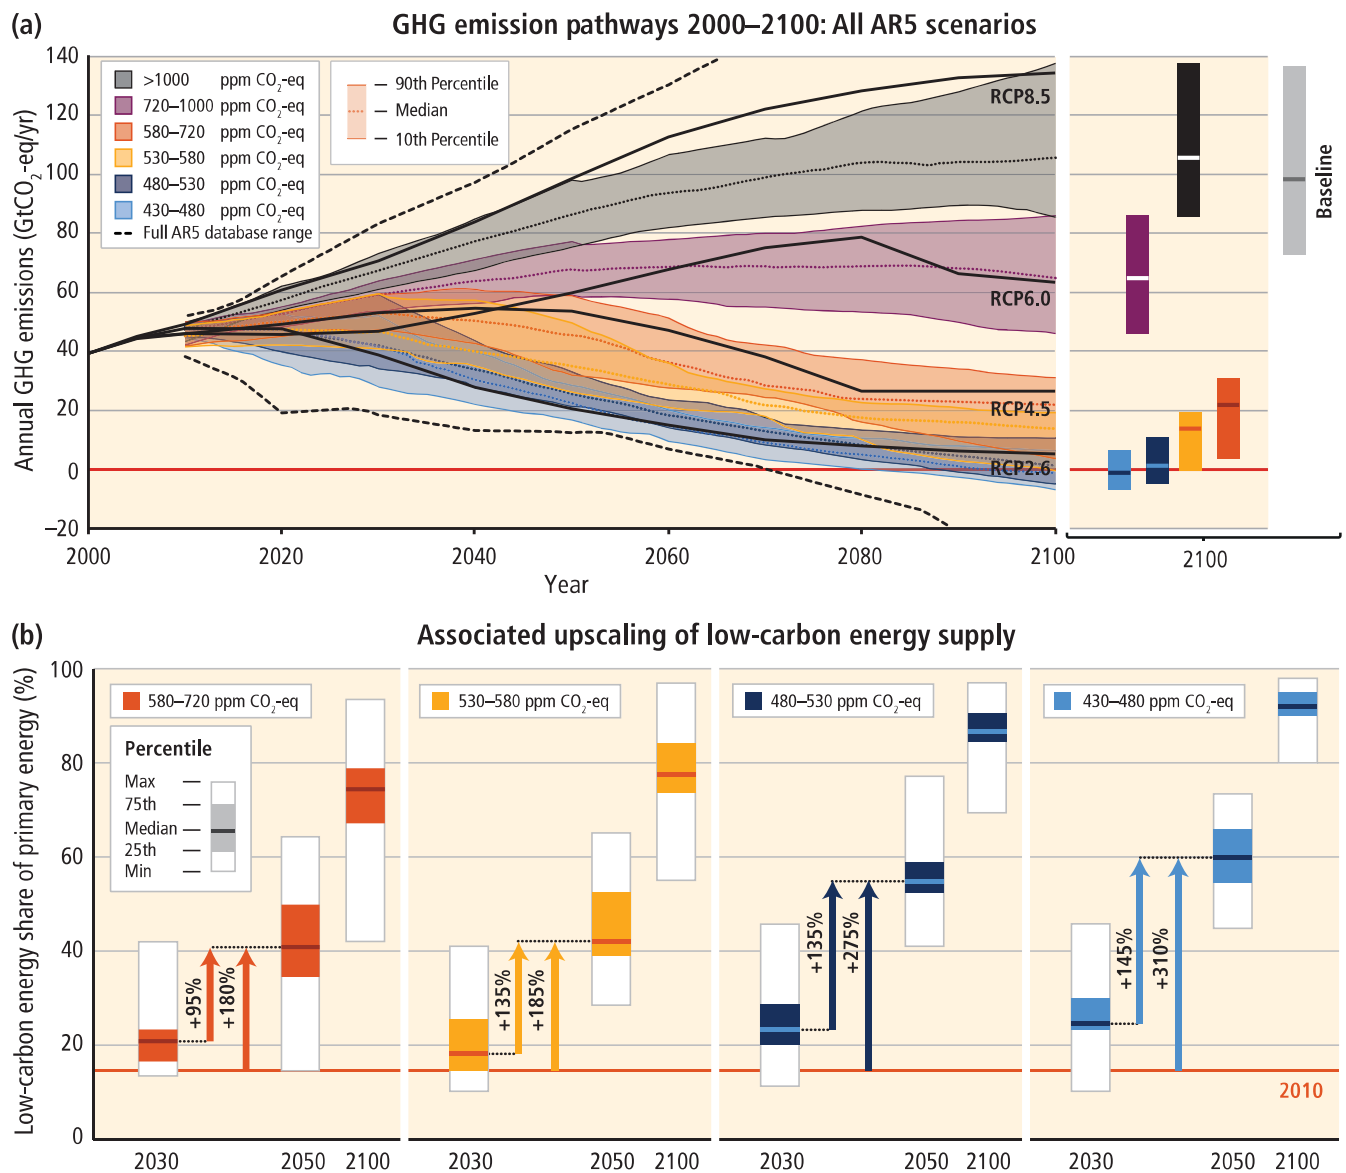 (a) GHG emission pathways 2000–2100: All AR5 scenarios
Annual GHG emissions (GtCO2-eq/yr)
140
120
100
80
60
40
20
0
–20
>1000 ppm CO2-eq
720–1000 ppm CO2-eq
580–720 ppm CO2-eq
530–580 ppm CO2-eq
480–530 ppm CO2-eq
430–480 ppm CO2-eq
Full AR5 database range
90th Percentile
Median
10th Percentile
RCP8.5
RCP6.0
RCP4.5
RCP2.6
Baseline
2000 2020 2040 2060 2080 2100 2100
Year
(b) Associated upscaling of low-carbon energy supply
Low-carbon energy share of primary energy (%)
100
80
60
40
20
0
580–720 ppm CO2-eq
530–580 ppm CO2-eq
480–530 ppm CO2-eq
430–480 ppm CO2-eq
Percentile
Max
75th
Median
25th
Min
+95%
+180%
+135%
+185%
+135%
+275%
+145%
+310%
2010
2030 2050 2100 2030 2050 2100 2030 2050 2100 2030 2050 2100